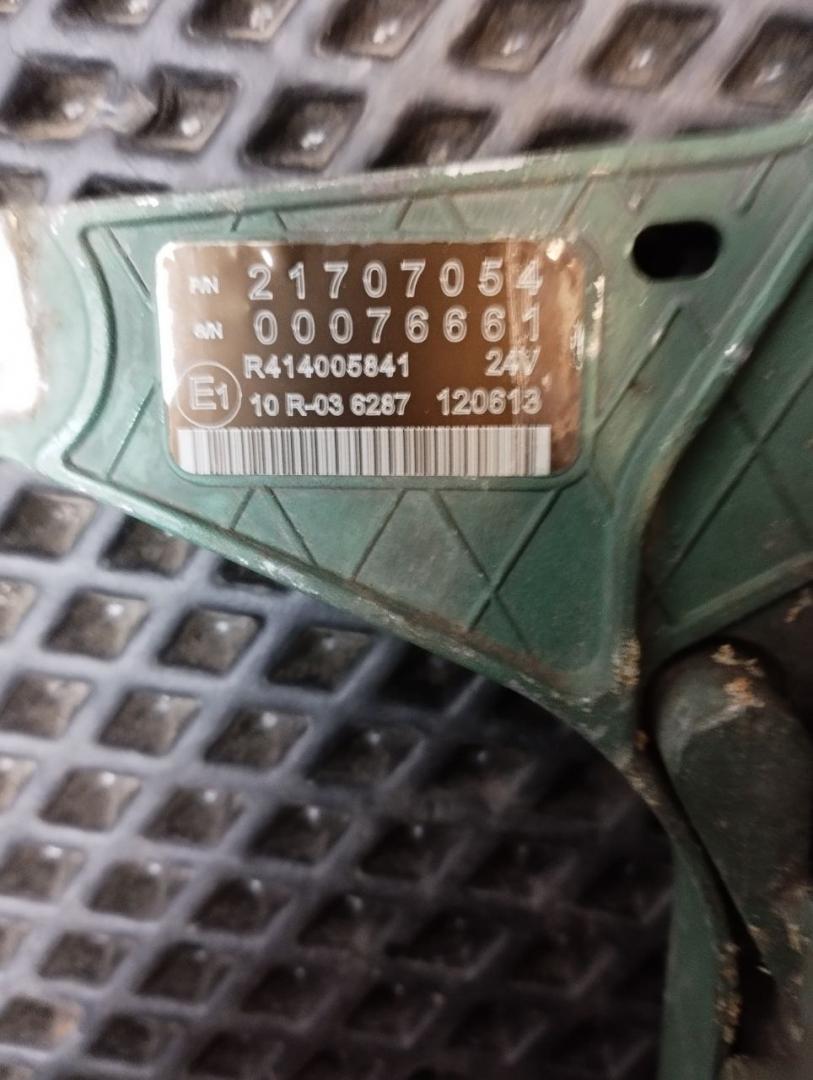 P/N 21707054
S/N 00076661
R414005841 24V
E1 10 R-03 6287 120613